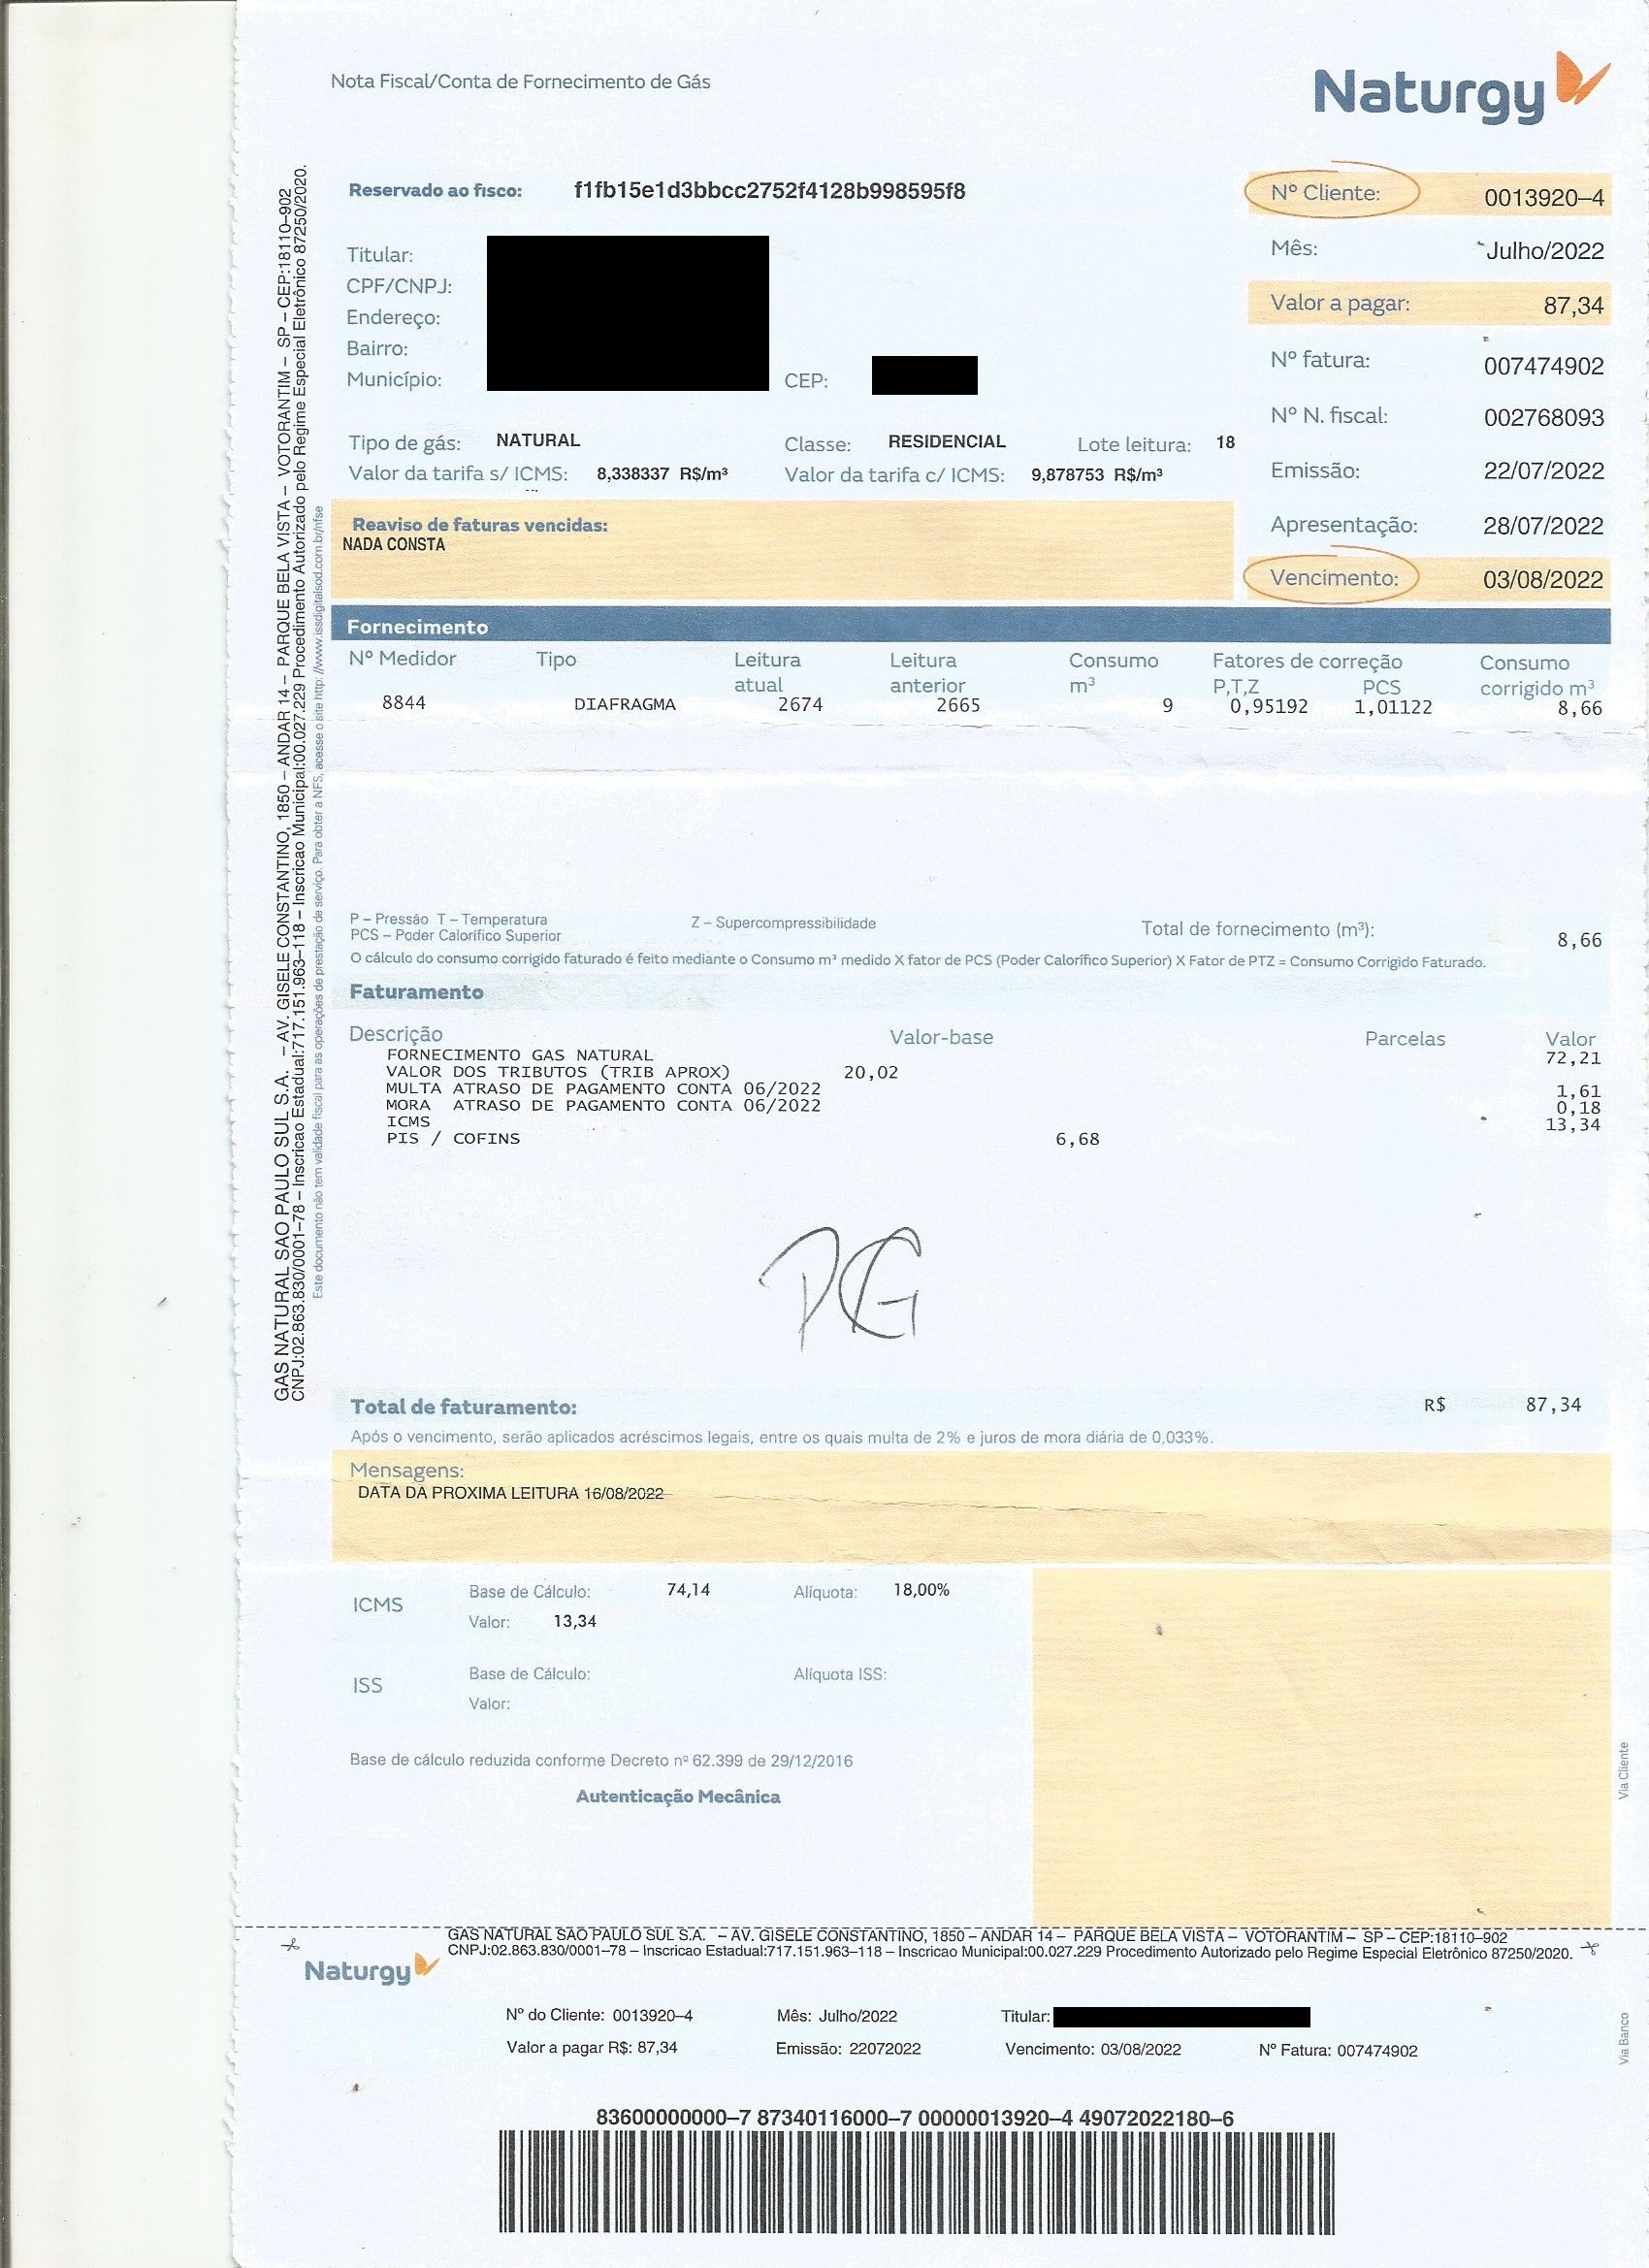 Nota Fiscal/Conta de Fornecimento de Gás
Naturgy
Reservado ao fisco: f1fb15e1d3bbcc2752f4128b998595f8
Nº Cliente: 0013920–4
Mês: Julho/2022
Valor a pagar: 87,34
Nº fatura: 007474902
Nº N. fiscal: 002768093
Emissão: 22/07/2022
Apresentação: 28/07/2022
Vencimento: 03/08/2022
Titular:
CPF/CNPJ:
Endereço:
Bairro:
Município: CEP:
Tipo de gás: NATURAL Classe: RESIDENCIAL Lote leitura: 18
Valor da tarifa s/ ICMS: 8,338337 R$/m³ Valor da tarifa c/ ICMS: 9,878753 R$/m³
Reaviso de faturas vencidas:
NADA CONSTA
Fornecimento
Nº Medidor Tipo Leitura atual Leitura anterior Consumo m³ Fatores de correção P,T,Z PCS Consumo corrigido m³
8844 DIAFRAGMA 2674 2665 9 0,95192 1,01122 8,66
P – Pressão T – Temperatura Z – Supercompressibilidade Total de fornecimento (m³): 8,66
PCS – Poder Calorífico Superior
O cálculo do consumo corrigido faturado é feito mediante o Consumo m³ medido X fator de PCS (Poder Calorífico Superior) X Fator de PTZ = Consumo Corrigido Faturado.
Faturamento
Descrição Valor-base Parcelas Valor
FORNECIMENTO GAS NATURAL 72,21
VALOR DOS TRIBUTOS (TRIB APROX) 20,02
MULTA ATRASO DE PAGAMENTO CONTA 06/2022 1,61
MORA ATRASO DE PAGAMENTO CONTA 06/2022 0,18
ICMS 13,34
PIS / COFINS 6,68
PG
Total de faturamento: R$ 87,34
Após o vencimento, serão aplicados acréscimos legais, entre os quais multa de 2% e juros de mora diária de 0,033%.
Mensagens:
DATA DA PROXIMA LEITURA 16/08/2022
ICMS Base de Cálculo: 74,14 Alíquota: 18,00%
Valor: 13,34
ISS Base de Cálculo: Alíquota ISS:
Valor:
Base de cálculo reduzida conforme Decreto nº 62.399 de 29/12/2016
Autenticação Mecânica
Via Cliente
GAS NATURAL SAO PAULO SUL S.A. – AV. GISELE CONSTANTINO, 1850 – ANDAR 14 – PARQUE BELA VISTA – VOTORANTIM – SP – CEP:18110–902
CNPJ:02.863.830/0001–78 – Inscricao Estadual:717.151.963–118 – Inscricao Municipal:00.027.229 Procedimento Autorizado pelo Regime Especial Eletrônico 87250/2020.
Este documento não tem validade fiscal para as operações de prestação de serviço. Para obter a NFS, acesse o site http: //www.issdigitalsod.com.br/nfse
GAS NATURAL SAO PAULO SUL S.A. – AV. GISELE CONSTANTINO, 1850 – ANDAR 14 – PARQUE BELA VISTA – VOTORANTIM – SP – CEP:18110–902
CNPJ:02.863.830/0001–78 – Inscricao Estadual:717.151.963–118 – Inscricao Municipal:00.027.229 Procedimento Autorizado pelo Regime Especial Eletrônico 87250/2020.
Naturgy
Nº do Cliente: 0013920–4 Mês: Julho/2022 Titular:
Valor a pagar R$: 87,34 Emissão: 22072022 Vencimento: 03/08/2022 Nº Fatura: 007474902
Via Banco
83600000000–7 87340116000–7 00000013920–4 49072022180–6